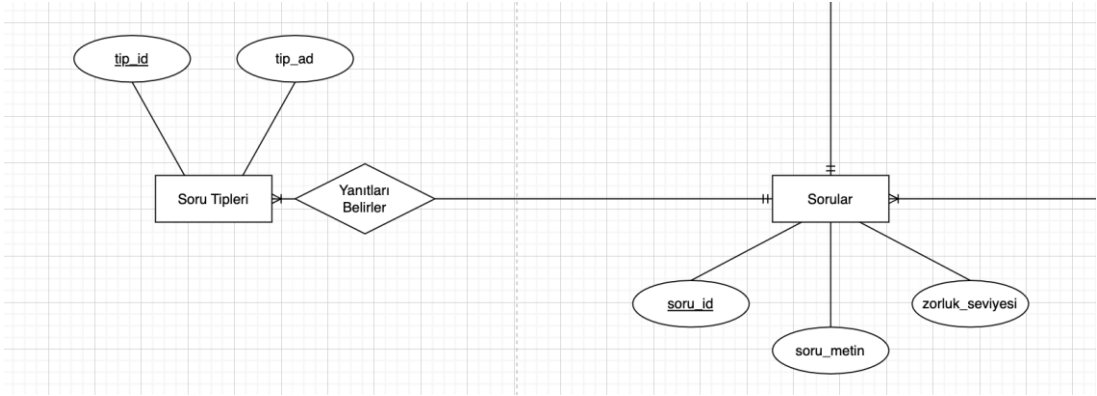 tip_id
tip_ad
Soru Tipleri
Yanıtları
Belirler
Sorular
soru_id
zorluk_seviyesi
soru_metin